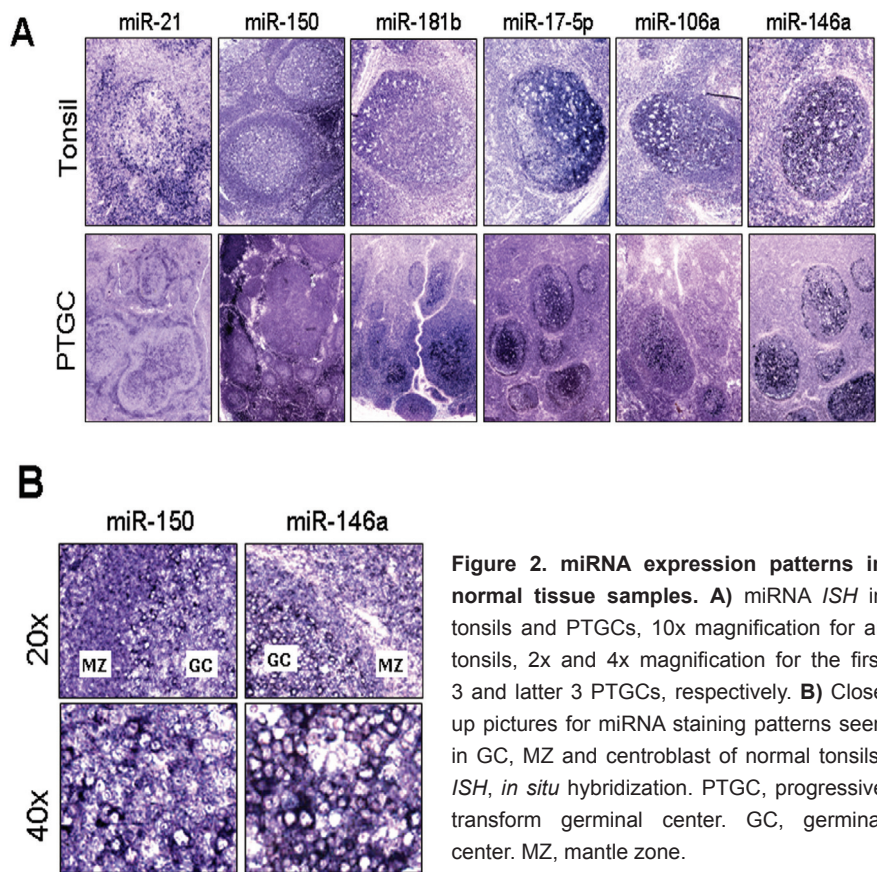 A
miR-21 miR-150 miR-181b miR-17-5p miR-106a miR-146a
Tonsil
PTGC
B
miR-150 miR-146a
20x
MZ GC GC MZ
40x
Figure 2. miRNA expression patterns in
normal tissue samples. A) miRNA ISH in
tonsils and PTGCs, 10x magnification for al
tonsils, 2x and 4x magnification for the firs
3 and latter 3 PTGCs, respectively. B) Close
up pictures for miRNA staining patterns seen
in GC, MZ and centroblast of normal tonsils
ISH, in situ hybridization. PTGC, progressive
transform germinal center. GC, germina
center. MZ, mantle zone.